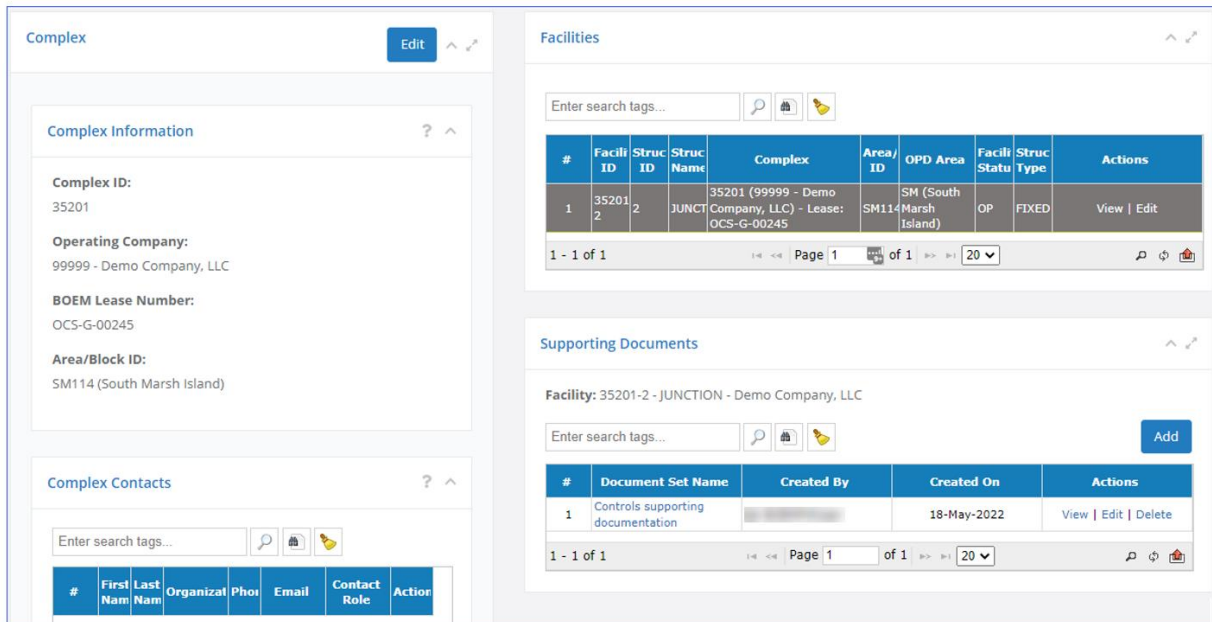 Complex
Edit
Complex Information
?
Complex ID:
35201
Operating Company:
99999 - Demo Company, LLC
BOEM Lease Number:
OCS-G-00245
Area/Block ID:
SM114 (South Marsh Island)
Complex Contacts
?
Enter search tags...
# First Nam Last Nam Organizat Phon Email Contact Role Action
Facilities
Enter search tags...
# Facili ID Struc ID Struc Name Complex Area/ ID OPD Area Facili Statu Struc Type Actions
1 35201 2 2 JUNCT 35201 (99999 - Demo Company, LLC) - Lease: OCS-G-00245 SM114 SM (South Marsh Island) OP FIXED View | Edit
1 - 1 of 1 Page 1 of 1 20
Supporting Documents
Facility: 35201-2 - JUNCTION - Demo Company, LLC
Enter search tags...
Add
# Document Set Name Created By Created On Actions
1 Controls supporting documentation 18-May-2022 View | Edit | Delete
1 - 1 of 1 Page 1 of 1 20